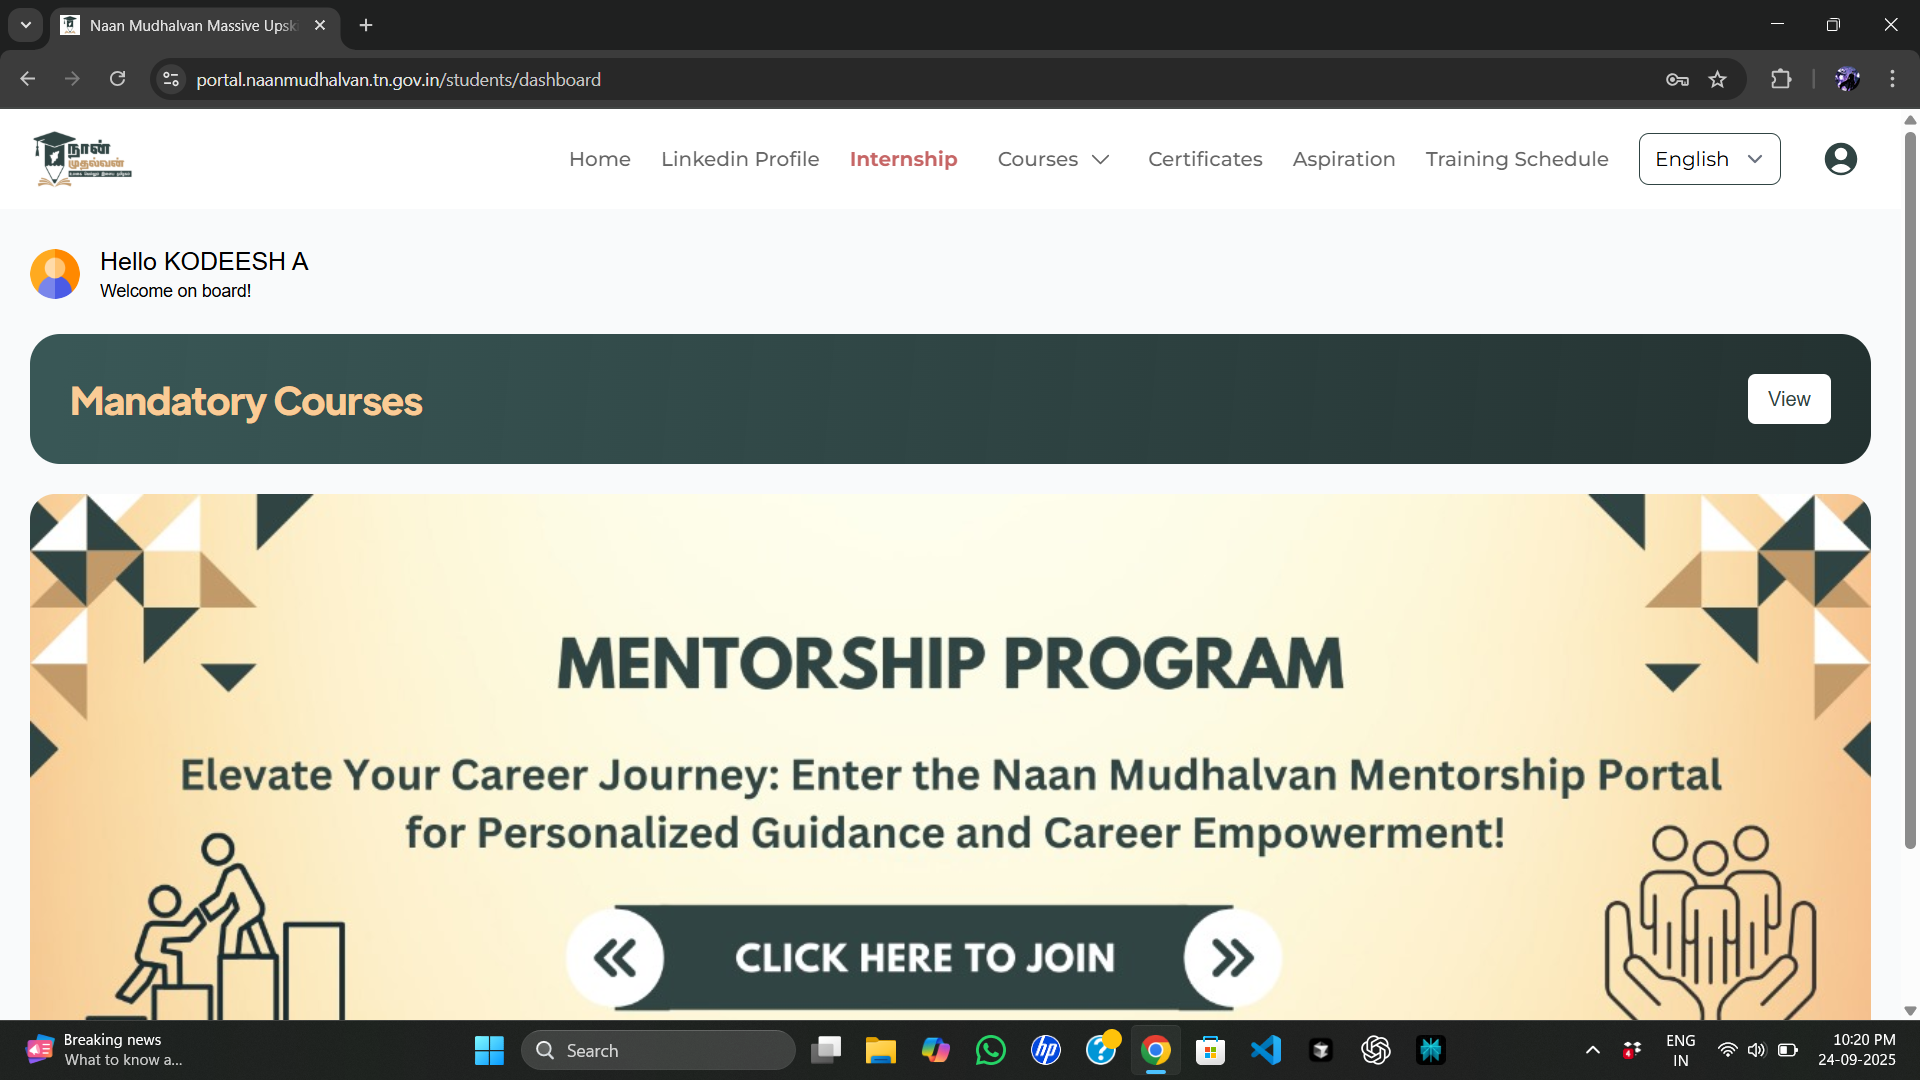 Naan Mudhalvan Massive Upski
portal.naanmudhalvan.tn.gov.in/students/dashboard
நான்
முதல்வன்
Home
Linkedin Profile
Internship
Courses
Certificates
Aspiration
Training Schedule
English
Hello KODEESH A
Welcome on board!
Mandatory Courses
View
MENTORSHIP PROGRAM
Elevate Your Career Journey: Enter the Naan Mudhalvan Mentorship Portal
for Personalized Guidance and Career Empowerment!
CLICK HERE TO JOIN
Breaking news
What to know a...
Search
hp
ENG
IN
10:20 PM
24-09-2025